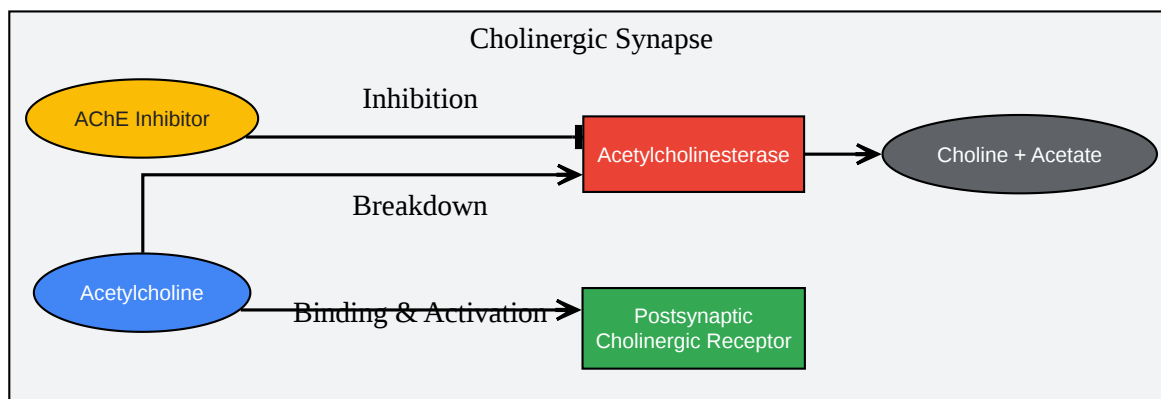 Cholinergic Synapse
AChE Inhibitor
Inhibition
Acetylcholinesterase
Choline + Acetate
Breakdown
Acetylcholine
Binding & Activation
Postsynaptic
Cholinergic Receptor